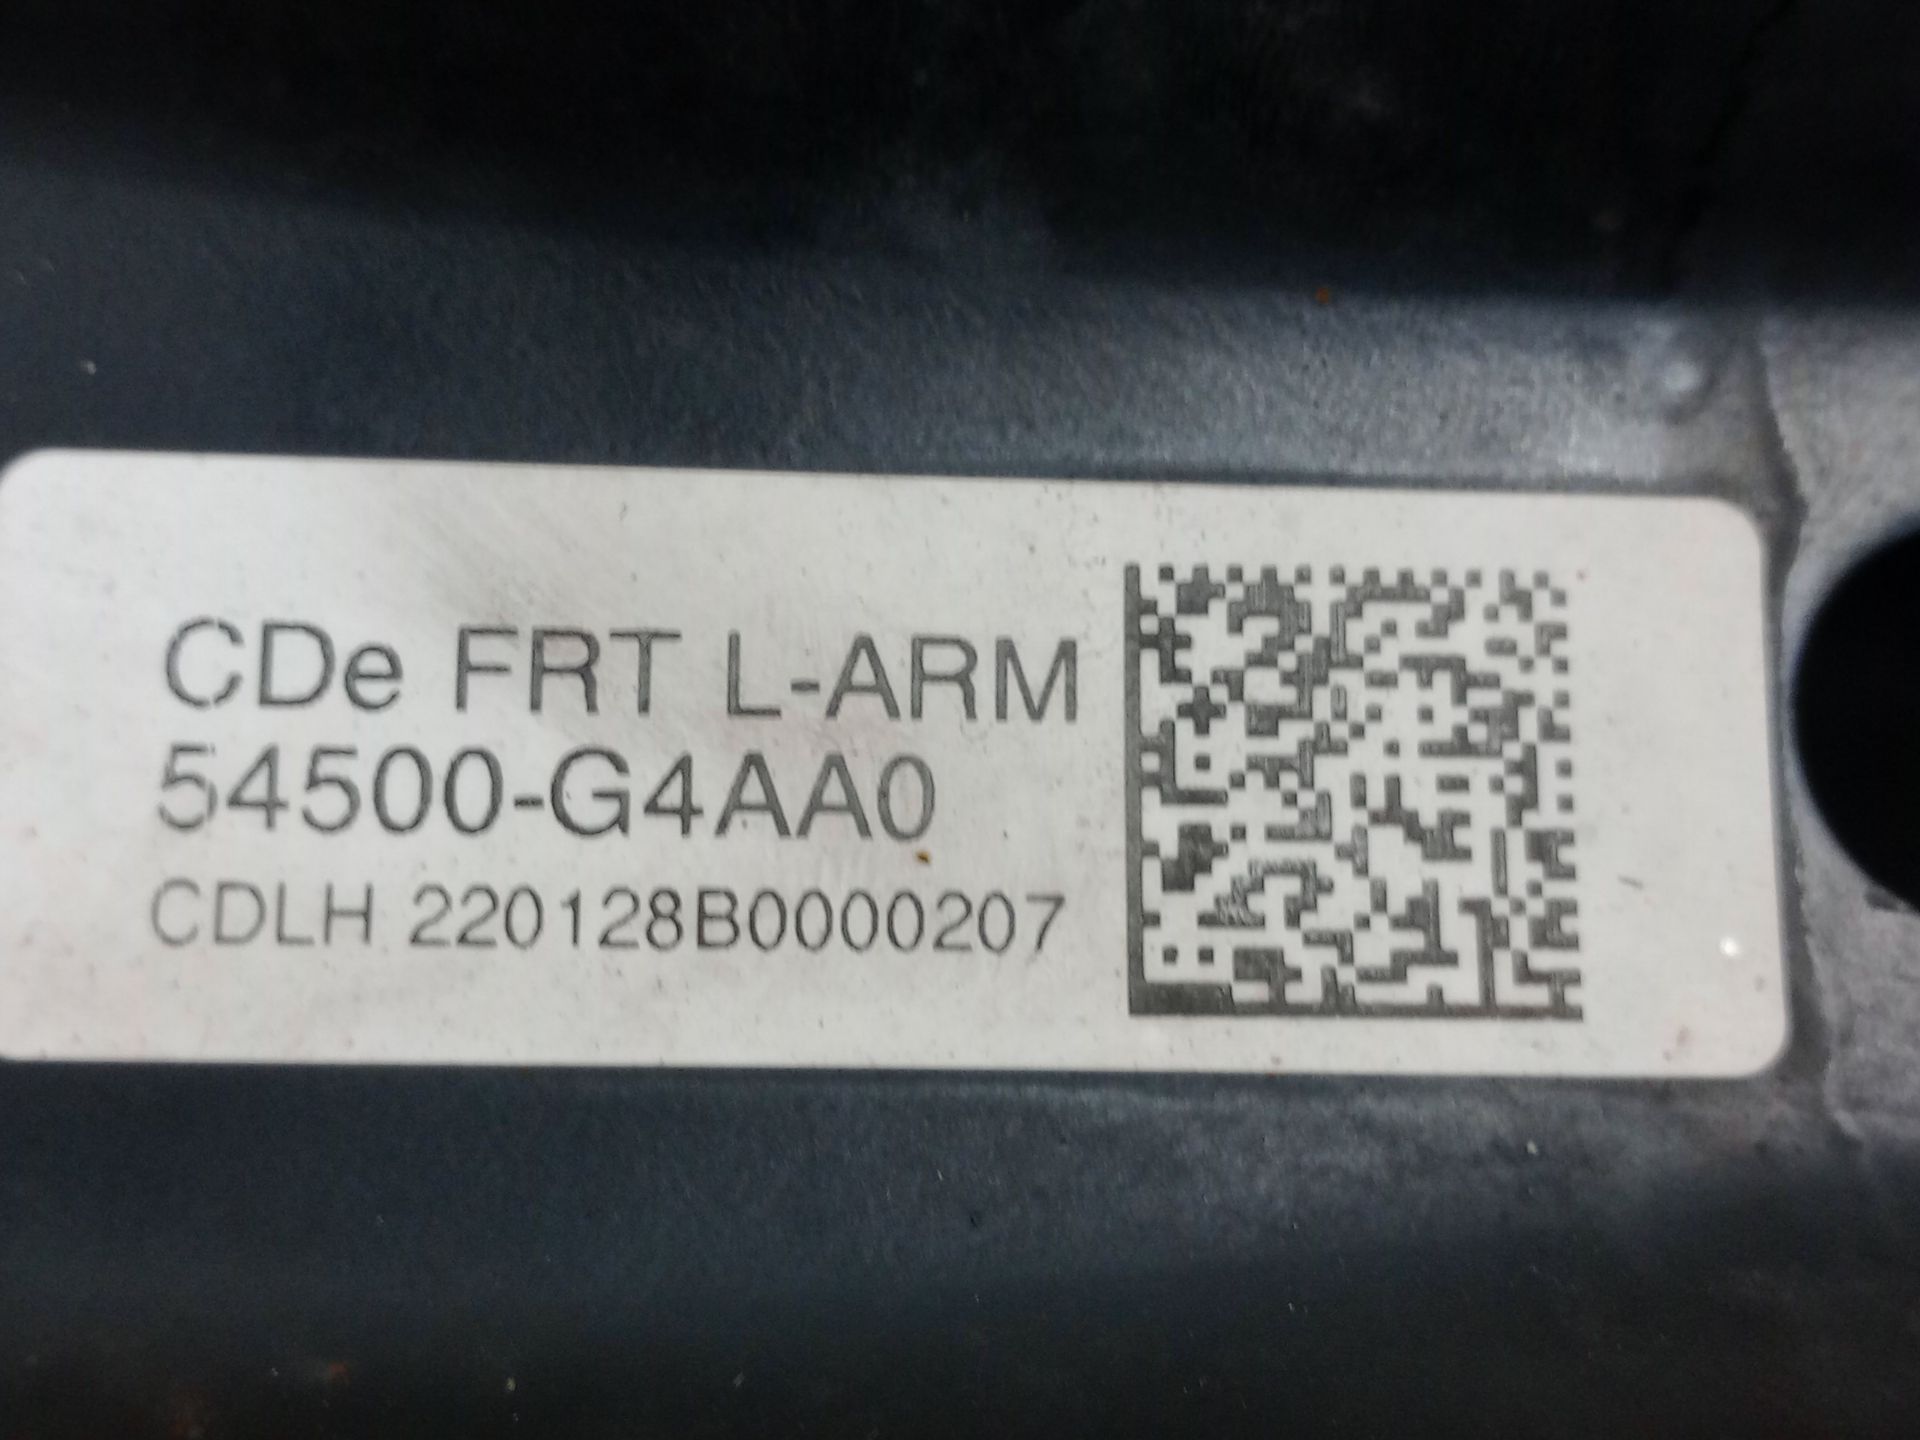 CDe FRT L-ARM
54500-G4AA0
CDLH 220128B0000207